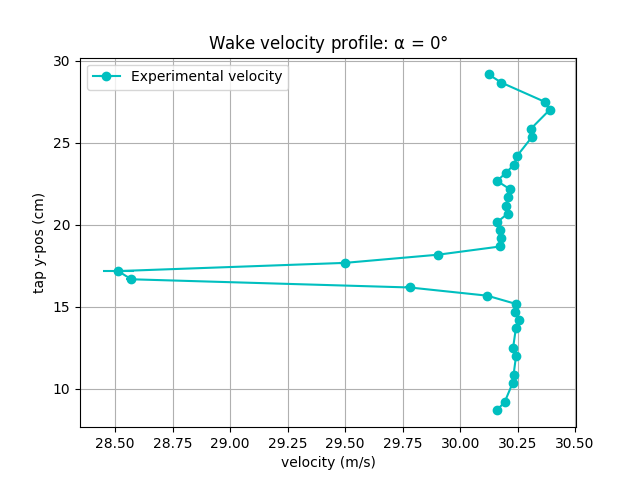 Wake velocity profile: α = 0°
Experimental velocity
30
25
20
15
10
tap y-pos (cm)
28.50 28.75 29.00 29.25 29.50 29.75 30.00 30.25 30.50
velocity (m/s)